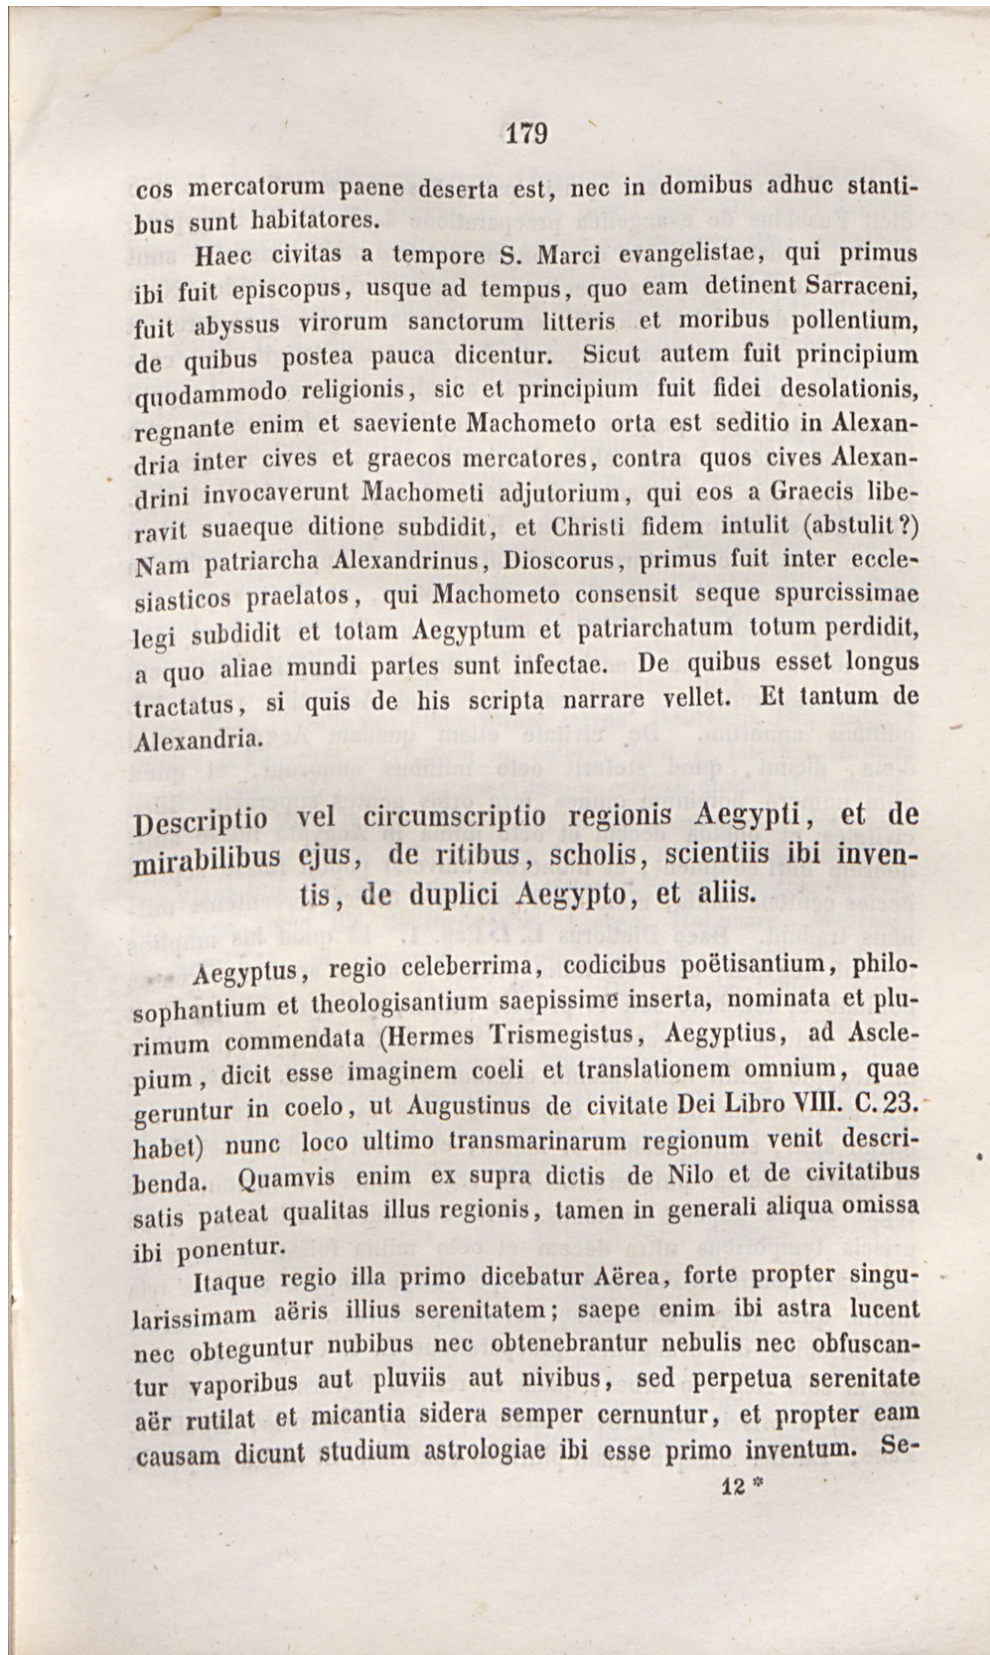 179
cos mercatorum paene deserta est, nec in domibus adhuc stanti-
bus sunt habitatores.
Haec civitas a tempore S. Marci evangelistae, qui primus
ibi fuit episcopus, usque ad tempus, quo eam detinent Sarraceni,
fuit abyssus virorum sanctorum litteris et moribus pollentium,
de quibus postea pauca dicentur. Sicut autem fuit principium
quodammodo religionis, sic et principium fuit fidei desolationis,
regnante enim et saeviente Machometo orta est seditio in Alexan-
dria inter cives et graecos mercatores, contra quos cives Alexan-
drini invocaverunt Machometi adjutorium, qui eos a Graecis libe-
ravit suaeque ditione subdidit, et Christi fidem intulit (abstulit?)
Nam patriarcha Alexandrinus, Dioscorus, primus fuit inter eccle-
siasticos praelatos, qui Machometo consensit seque spurcissimae
legi subdidit et totam Aegyptum et patriarchatum totum perdidit,
a quo aliae mundi partes sunt infectae. De quibus esset longus
tractatus, si quis de his scripta narrare vellet. Et tantum de
Alexandria.
Descriptio vel circumscriptio regionis Aegypti, et de
mirabilibus ejus, de ritibus, scholis, scientiis ibi inven-
tis, de duplici Aegypto, et aliis.
Aegyptus, regio celeberrima, codicibus poëtisantium, philo-
sophantium et theologisantium saepissime inserta, nominata et plu-
rimum commendata (Hermes Trismegistus, Aegyptius, ad Ascle-
pium, dicit esse imaginem coeli et translationem omnium, quae
geruntur in coelo, ut Augustinus de civitate Dei Libro VIII. C. 23.
habet) nunc loco ultimo transmarinarum regionum venit descri-
benda. Quamvis enim ex supra dictis de Nilo et de civitatibus
satis pateat qualitas illus regionis, tamen in generali aliqua omissa
ibi ponentur.
Itaque regio illa primo dicebatur Aërea, forte propter singu-
larissimam aëris illius serenitatem; saepe enim ibi astra lucent
nec obteguntur nubibus nec obtenebrantur nebulis nec obfuscan-
tur vaporibus aut pluviis aut nivibus, sed perpetua serenitate
aër rutilat et micantia sidera semper cernuntur, et propter eam
causam dicunt studium astrologiae ibi esse primo inventum. Se-
12 *